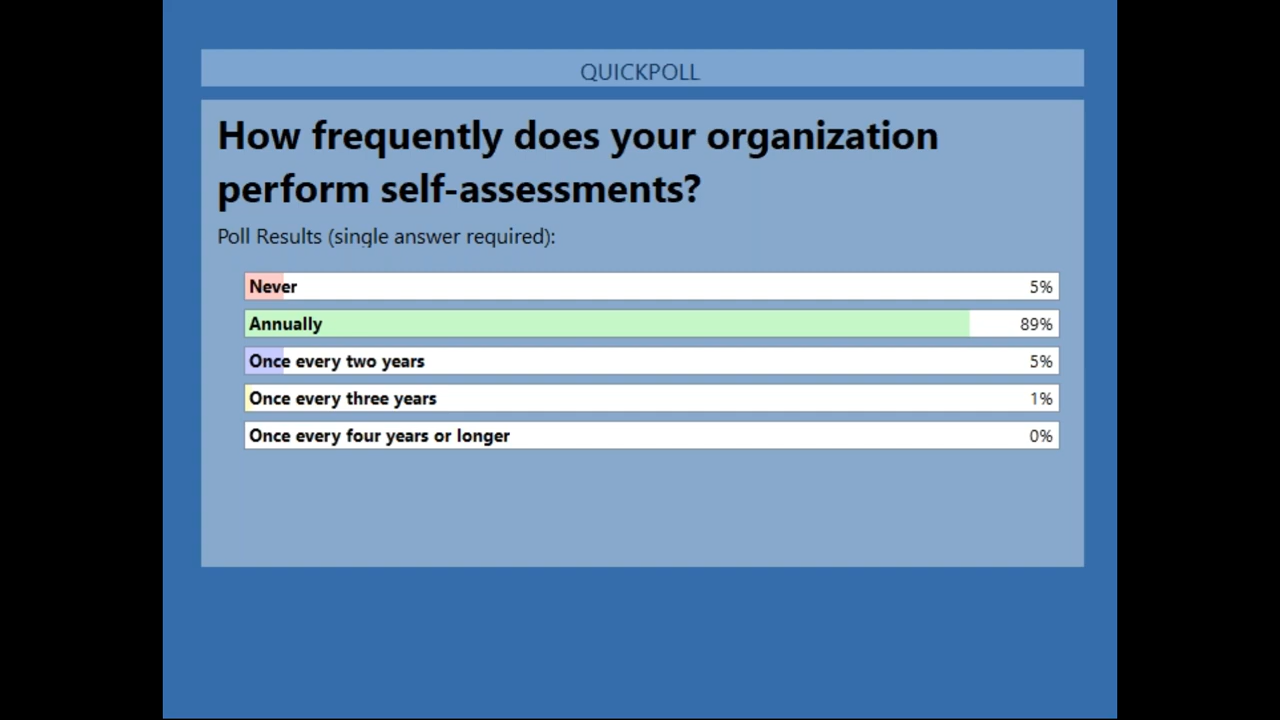 QUICKPOLL
How frequently does your organization
perform self-assessments?
Poll Results (single answer required):
Never 5%
Annually 89%
Once every two years 5%
Once every three years 1%
Once every four years or longer 0%